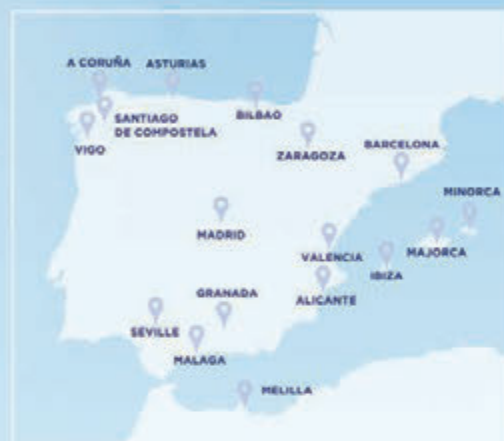 A CORUÑA
ASTURIAS
SANTIAGO
DE COMPOSTELA
VIGO
BILBAO
ZARAGOZA
BARCELONA
MINORCA
MADRID
VALENCIA
MAJORCA
IBIZA
ALICANTE
GRANADA
SEVILLE
MALAGA
MELILLA